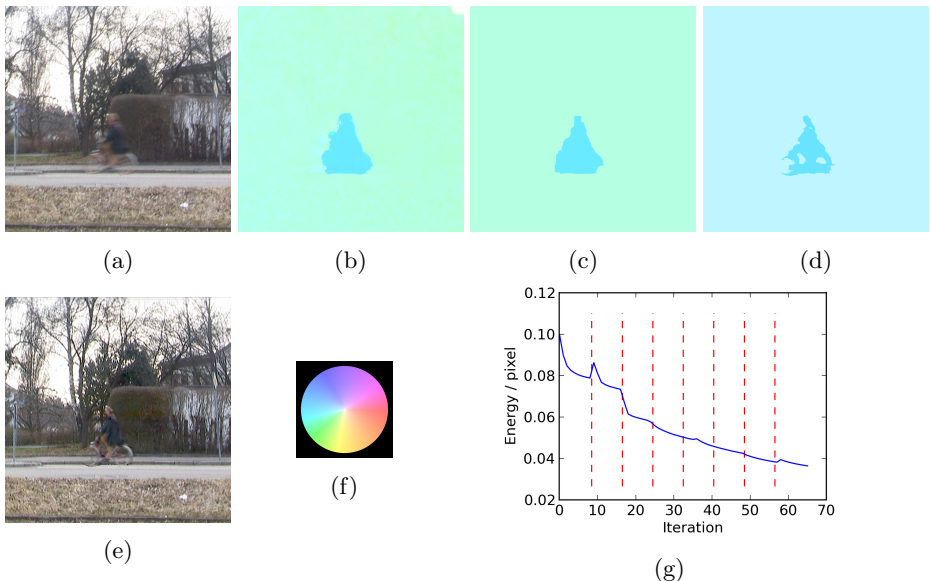 (a)
(b)
(c)
(d)
(e)
(f)
0.12
0.10
0.08
0.06
0.04
0.02
Energy / pixel
0 10 20 30 40 50 60 70
Iteration
(g)